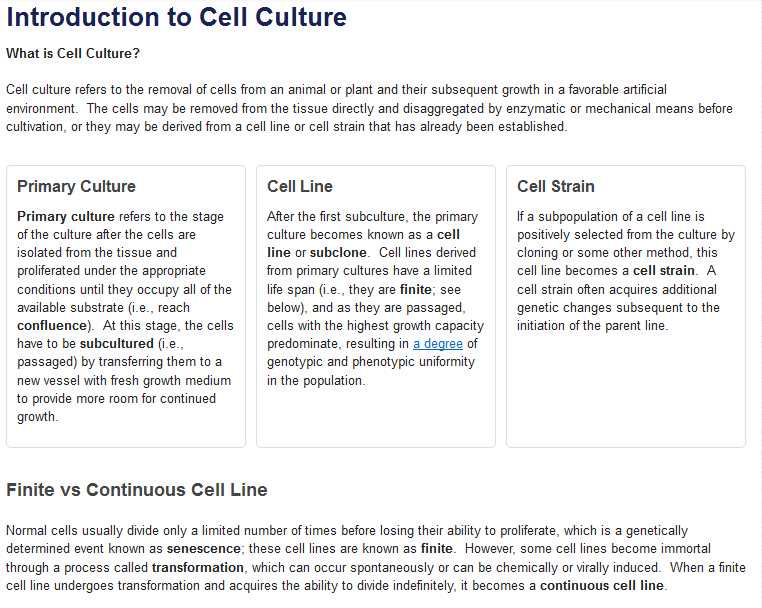 Introduction to Cell Culture
What is Cell Culture?
Cell culture refers to the removal of cells from an animal or plant and their subsequent growth in a favorable artificial
environment.  The cells may be removed from the tissue directly and disaggregated by enzymatic or mechanical means before
cultivation, or they may be derived from a cell line or cell strain that has already been established.
Primary Culture
Primary culture refers to the stage
of the culture after the cells are
isolated from the tissue and
proliferated under the appropriate
conditions until they occupy all of the
available substrate (i.e., reach
confluence).  At this stage, the cells
have to be subcultured (i.e.,
passaged) by transferring them to a
new vessel with fresh growth medium
to provide more room for continued
growth.
Cell Line
After the first subculture, the primary
culture becomes known as a cell
line or subclone.  Cell lines derived
from primary cultures have a limited
life span (i.e., they are finite; see
below), and as they are passaged,
cells with the highest growth capacity
predominate, resulting in a degree of
genotypic and phenotypic uniformity
in the population.
Cell Strain
If a subpopulation of a cell line is
positively selected from the culture by
cloning or some other method, this
cell line becomes a cell strain.  A
cell strain often acquires additional
genetic changes subsequent to the
initiation of the parent line.
Finite vs Continuous Cell Line
Normal cells usually divide only a limited number of times before losing their ability to proliferate, which is a genetically
determined event known as senescence; these cell lines are known as finite.  However, some cell lines become immortal
through a process called transformation, which can occur spontaneously or can be chemically or virally induced.  When a finite
cell line undergoes transformation and acquires the ability to divide indefinitely, it becomes a continuous cell line.